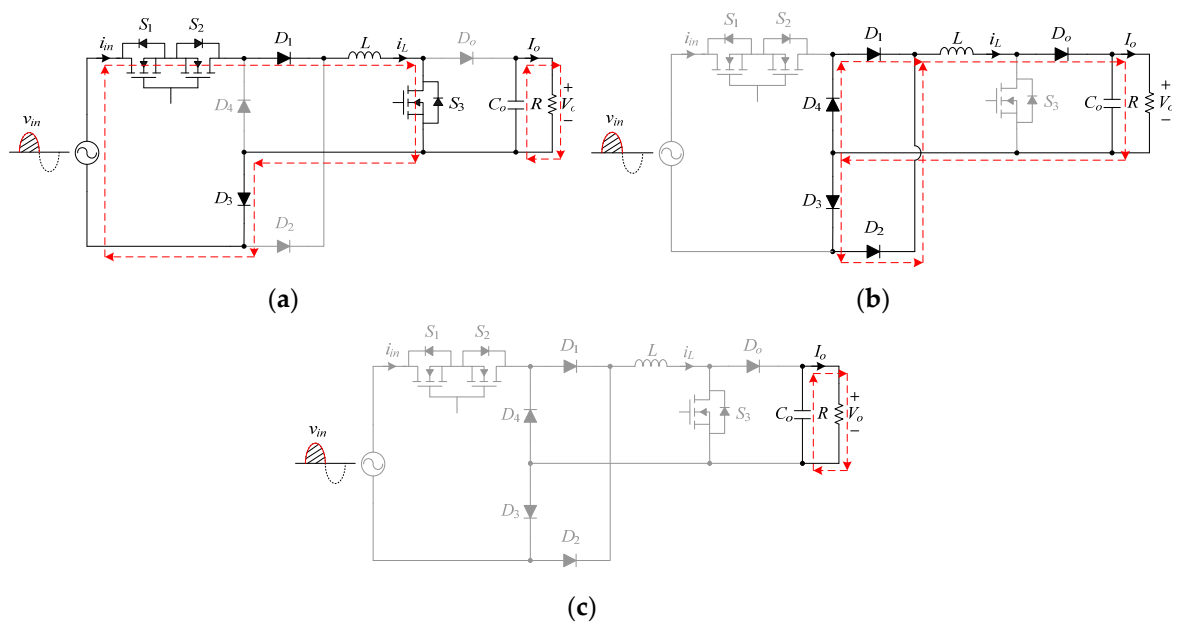 S1 S2
iin D1 L iL Do Io
D4 S3 Co R + Vo −
vin
D3
D2
(a)
S1 S2
iin D1 L iL Do Io
D4 S3 Co R + Vo −
vin
D3
D2
(b)
S1 S2
iin D1 L iL Do Io
D4 S3 Co R + Vo −
vin
D3
D2
(c)